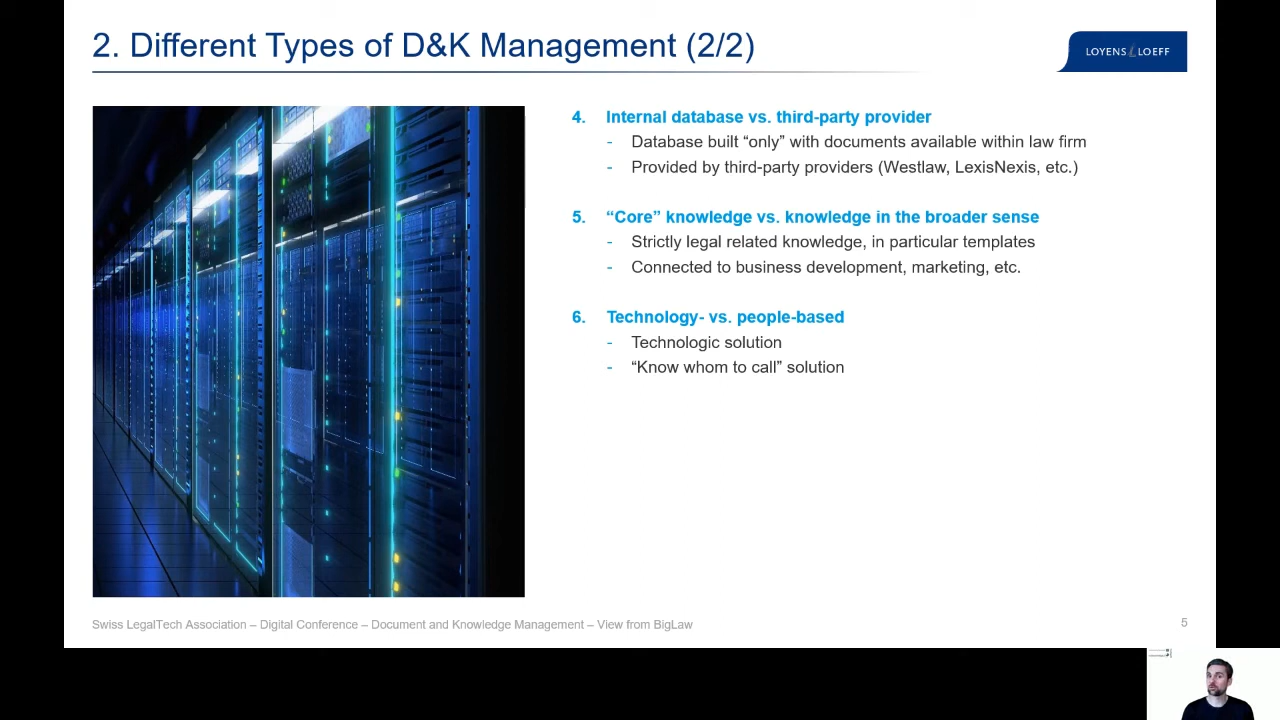 2. Different Types of D&K Management (2/2)
LOYENS LOEFF
4. Internal database vs. third-party provider
- Database built “only” with documents available within law firm
- Provided by third-party providers (Westlaw, LexisNexis, etc.)
5. “Core” knowledge vs. knowledge in the broader sense
- Strictly legal related knowledge, in particular templates
- Connected to business development, marketing, etc.
6. Technology- vs. people-based
- Technologic solution
- “Know whom to call” solution
Swiss LegalTech Association – Digital Conference – Document and Knowledge Management – View from BigLaw
5